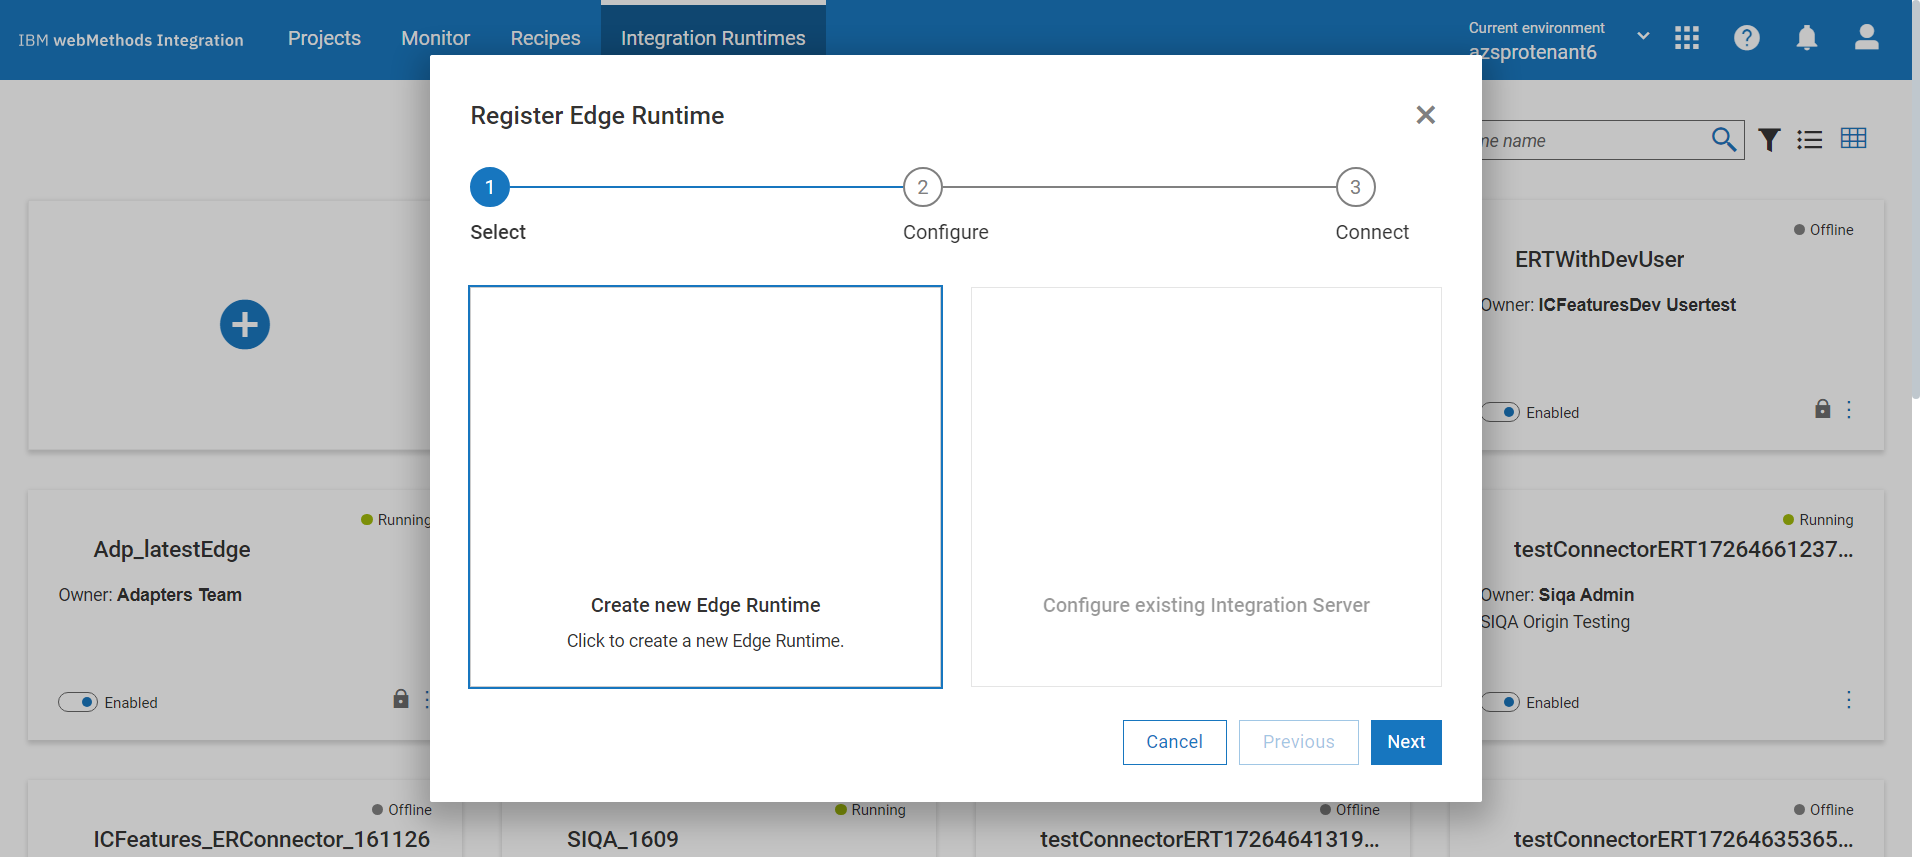 IBM webMethods Integration
Projects
Monitor
Recipes
Integration Runtimes
Current environment
azsprotenant6
Register Edge Runtime
1
2
3
Select
Configure
Connect
Create new Edge Runtime
Click to create a new Edge Runtime.
Configure existing Integration Server
Cancel
Previous
Next
name
Offline
ERTWithDevUser
Owner: ICFeaturesDev Usertest
Enabled
Running
Adp_latestEdge
Owner: Adapters Team
Enabled
Running
testConnectorERT17264661237...
Owner: Siqa Admin
SIQA Origin Testing
Enabled
Offline
ICFeatures_ERConnector_161126
Running
SIQA_1609
Offline
testConnectorERT17264641319...
Offline
testConnectorERT17264635365...